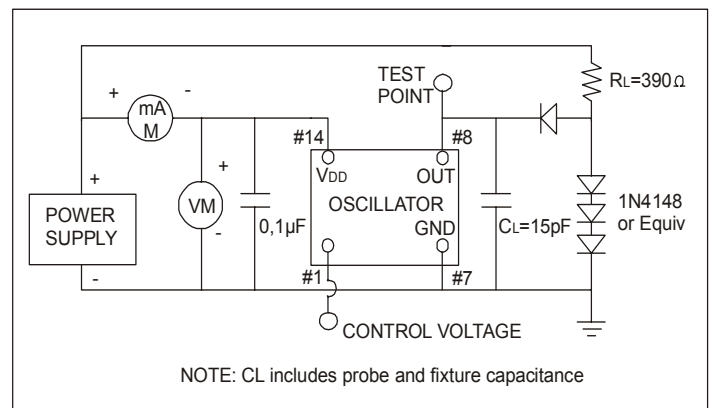 TEST
POINT
RL=390Ω
+
-
mA
M
#14
#8
+
VDD
OUT
+
OSCILLATOR
1N4148
or Equiv
POWER
SUPPLY
VM
0,1µF
GND
CL=15pF
-
-
#1
#7
CONTROL VOLTAGE
NOTE: CL includes probe and fixture capacitance